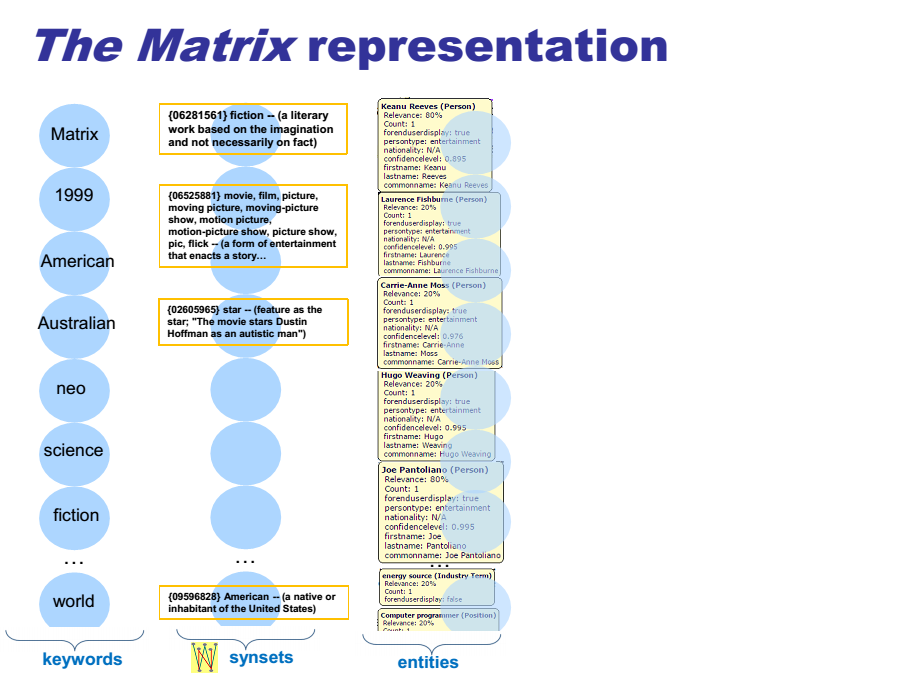 The Matrix representation
Matrix
1999
American
Australian
neo
science
fiction
...
world
keywords
{06281561} fiction -- (a literary
work based on the imagination
and not necessarily on fact)
{06525881} movie, film, picture,
moving picture, moving-picture
show, motion picture,
motion-picture show, picture show,
pic, flick -- (a form of entertainment
that enacts a story…
{02605965} star -- (feature as the
star; "The movie stars Dustin
Hoffman as an autistic man")
...
{09596828} American -- (a native or
inhabitant of the United States)
synsets
Keanu Reeves (Person)
Relevance: 80%
Count: 1
forenduserdisplay: true
persontype: entertainment
nationality: N/A
confidencelevel: 0.895
firstname: Keanu
lastname: Reeves
commonname: Keanu Reeves
Laurence Fishburne (Person)
Relevance: 20%
Count: 1
forenduserdisplay: true
persontype: entertainment
nationality: N/A
confidencelevel: 0.995
firstname: Laurence
lastname: Fishburne
commonname: Laurence Fishburne
Carrie-Anne Moss (Person)
Relevance: 20%
Count: 1
forenduserdisplay: true
persontype: entertainment
nationality: N/A
confidencelevel: 0.976
firstname: Carrie-Anne
lastname: Moss
commonname: Carrie-Anne Moss
Hugo Weaving (Person)
Relevance: 20%
Count: 1
forenduserdisplay: true
persontype: entertainment
nationality: N/A
confidencelevel: 0.995
firstname: Hugo
lastname: Weaving
commonname: Hugo Weaving
Joe Pantoliano (Person)
Relevance: 80%
Count: 1
forenduserdisplay: true
persontype: entertainment
nationality: N/A
confidencelevel: 0.995
firstname: Joe
lastname: Pantoliano
commonname: Joe Pantoliano
...
energy source (Industry Term)
Relevance: 20%
Count: 1
forenduserdisplay: false
Computer programmer (Position)
Relevance: 20%
Count: 1
entities